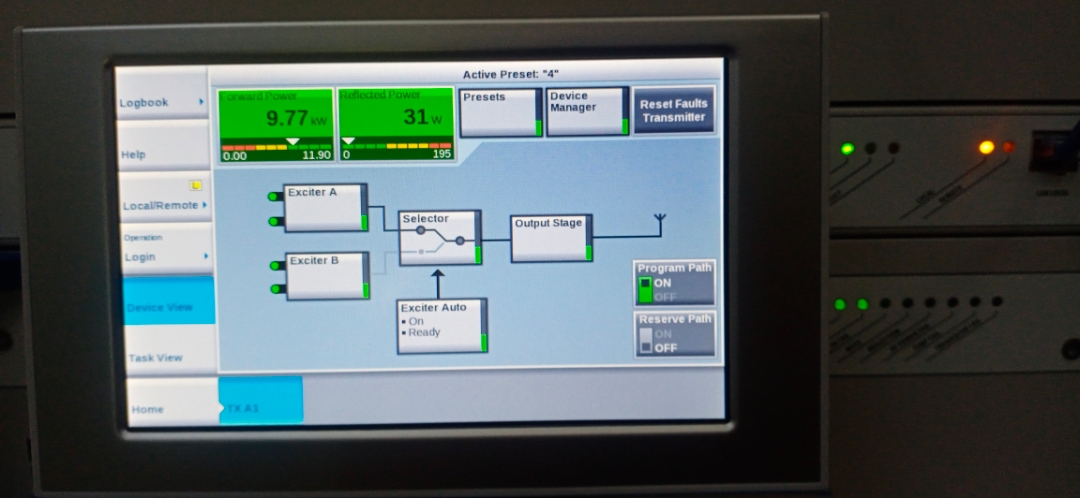 Active Preset: "4"
Logbook
Forward Power
9.77 kW
0.00 11.90
Reflected Power
31 W
0 195
Presets
Device
Manager
Reset Faults
Transmitter
Help
Local/Remote
Operation
Login
Device View
Task View
Home
TX A1
Exciter A
Exciter B
Selector
Output Stage
Exciter Auto
On
Ready
Program Path
ON
OFF
Reserve Path
ON
OFF